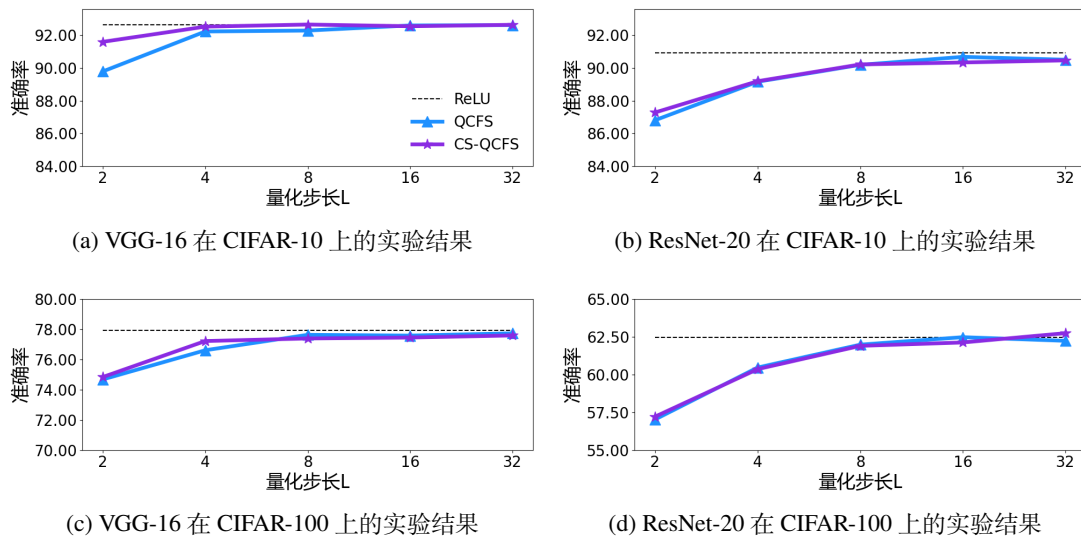 92.00
90.00
88.00
86.00
84.00
准确率
ReLU
QCFS
CS-QCFS
2 4 8 16 32
量化步长L
(a) VGG-16 在 CIFAR-10 上的实验结果
92.00
90.00
88.00
86.00
84.00
准确率
2 4 8 16 32
量化步长L
(b) ResNet-20 在 CIFAR-10 上的实验结果
80.00
78.00
76.00
74.00
72.00
70.00
准确率
2 4 8 16 32
量化步长L
(c) VGG-16 在 CIFAR-100 上的实验结果
65.00
62.50
60.00
57.50
55.00
准确率
2 4 8 16 32
量化步长L
(d) ResNet-20 在 CIFAR-100 上的实验结果